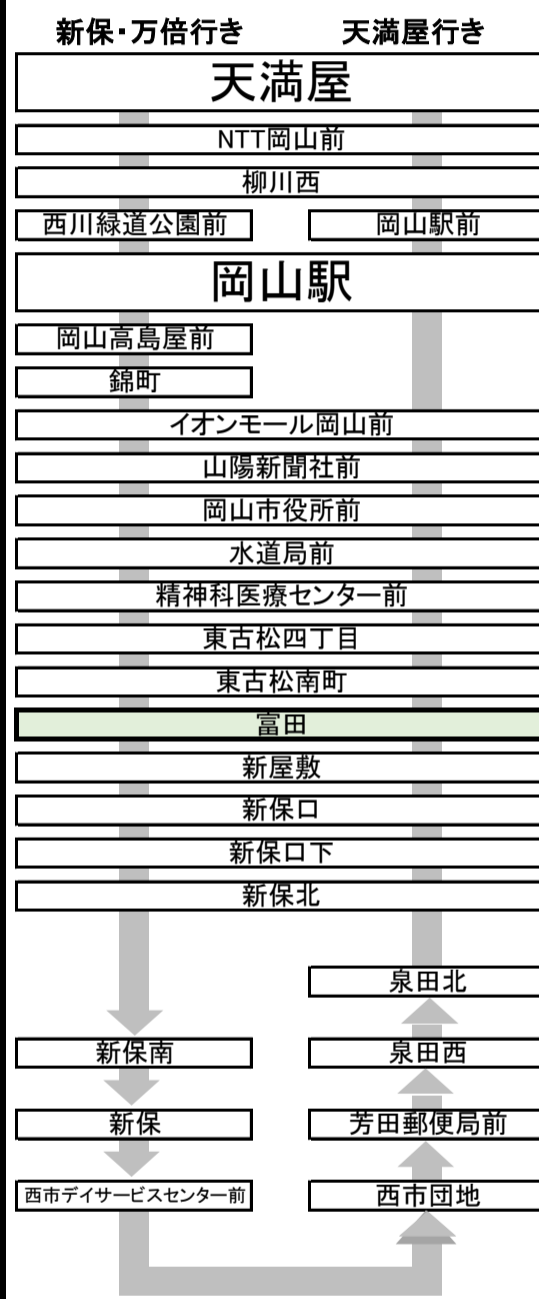 新保・万倍行き
天満屋行き
天満屋
NTT岡山前
柳川西
西川緑道公園前
岡山駅前
岡山駅
岡山高島屋前
錦町
イオンモール岡山前
山陽新聞社前
岡山市役所前
水道局前
精神科医療センター前
東古松四丁目
東古松南町
富田
新屋敷
新保口
新保口下
新保北
泉田北
新保南
泉田西
新保
芳田郵便局前
西市デイサービスセンター前
西市団地